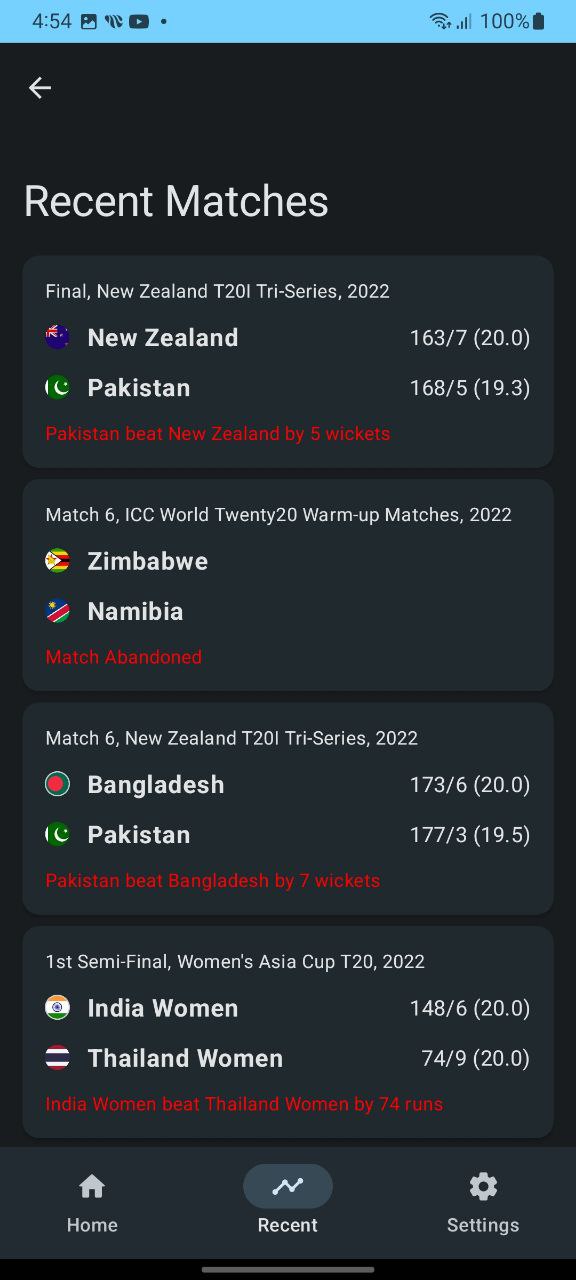 4:54
100%
Recent Matches
Final, New Zealand T20I Tri-Series, 2022
New Zealand 163/7 (20.0)
Pakistan 168/5 (19.3)
Pakistan beat New Zealand by 5 wickets
Match 6, ICC World Twenty20 Warm-up Matches, 2022
Zimbabwe
Namibia
Match Abandoned
Match 6, New Zealand T20I Tri-Series, 2022
Bangladesh 173/6 (20.0)
Pakistan 177/3 (19.5)
Pakistan beat Bangladesh by 7 wickets
1st Semi-Final, Women's Asia Cup T20, 2022
India Women 148/6 (20.0)
Thailand Women 74/9 (20.0)
India Women beat Thailand Women by 74 runs
Home Recent Settings